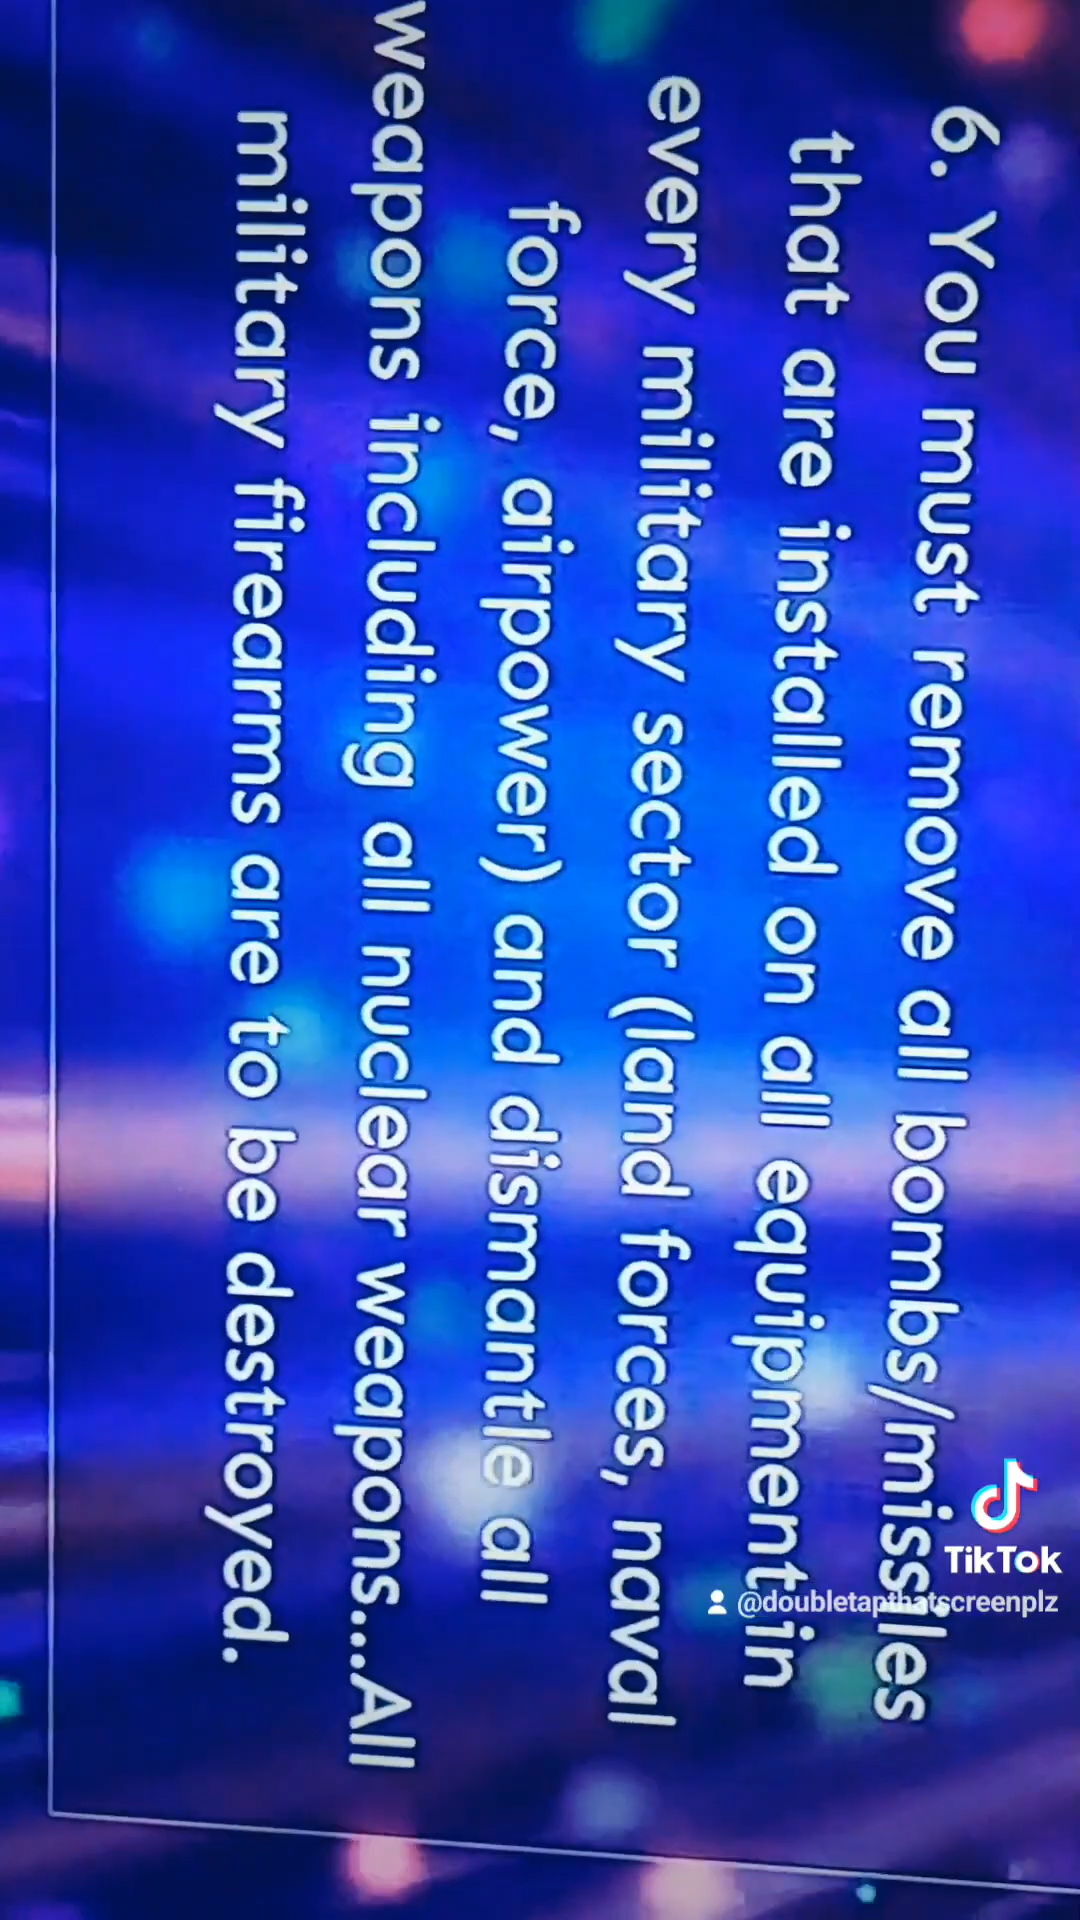 6. You must remove all bombs/missiles
that are installed on all equipment in
every military sector (land forces, naval
force, airpower) and dismantle all
weapons including all nuclear weapons...All
military firearms are to be destroyed.
TikTok
@doubletapthatscreenplz